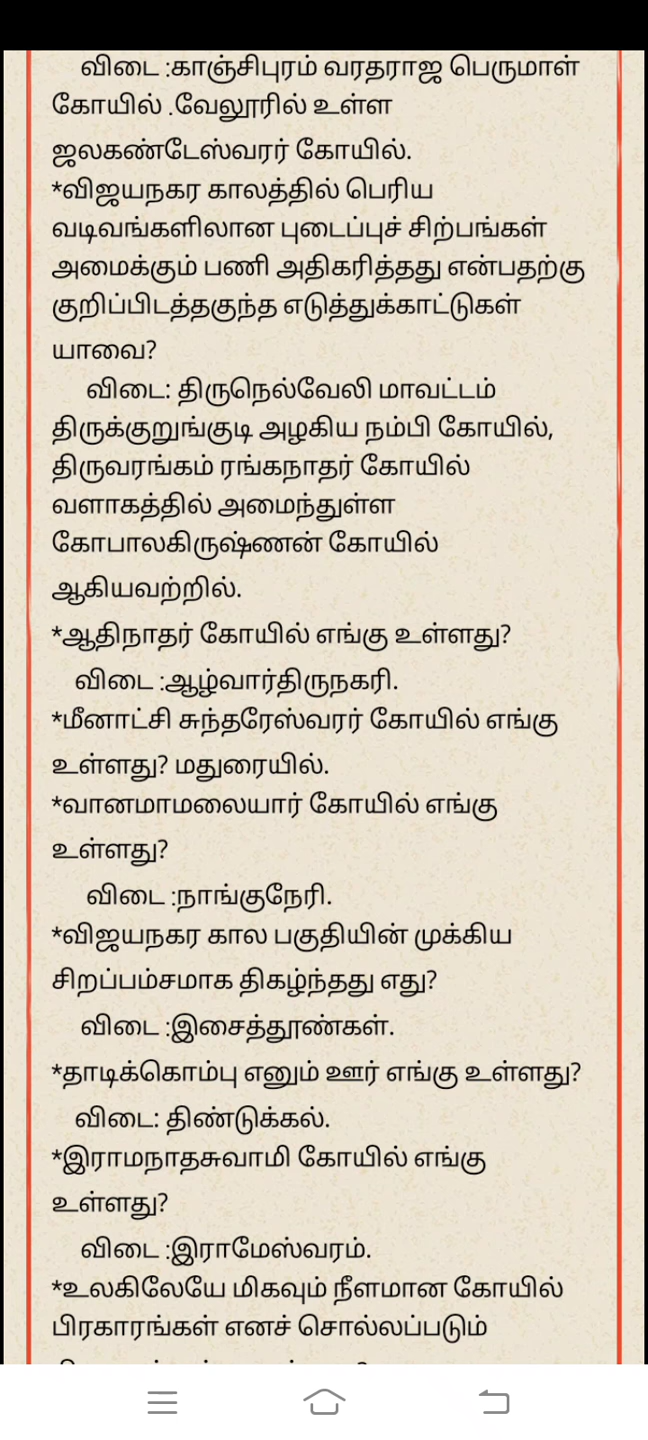 விடை :காஞ்சிபுரம் வரதராஜ பெருமாள்
கோயில் .வேலூரில் உள்ள
ஜலகண்டேஸ்வரர் கோயில்.
*விஜயநகர காலத்தில் பெரிய
வடிவங்களிலான புடைப்புச் சிற்பங்கள்
அமைக்கும் பணி அதிகரித்தது என்பதற்கு
குறிப்பிடத்தகுந்த எடுத்துக்காட்டுகள்
யாவை?
விடை: திருநெல்வேலி மாவட்டம்
திருக்குறுங்குடி அழகிய நம்பி கோயில்,
திருவரங்கம் ரங்கநாதர் கோயில்
வளாகத்தில் அமைந்துள்ள
கோபாலகிருஷ்ணன் கோயில்
ஆகியவற்றில்.
*ஆதிநாதர் கோயில் எங்கு உள்ளது?
விடை :ஆழ்வார்திருநகரி.
*மீனாட்சி சுந்தரேஸ்வரர் கோயில் எங்கு
உள்ளது? மதுரையில்.
*வானமாமலையார் கோயில் எங்கு
உள்ளது?
விடை :நாங்குநேரி.
*விஜயநகர கால பகுதியின் முக்கிய
சிறப்பம்சமாக திகழ்ந்தது எது?
விடை :இசைத்தூண்கள்.
*தாடிக்கொம்பு எனும் ஊர் எங்கு உள்ளது?
விடை: திண்டுக்கல்.
*இராமநாதசுவாமி கோயில் எங்கு
உள்ளது?
விடை :இராமேஸ்வரம்.
*உலகிலேயே மிகவும் நீளமான கோயில்
பிரகாரங்கள் எனச் சொல்லப்படும்